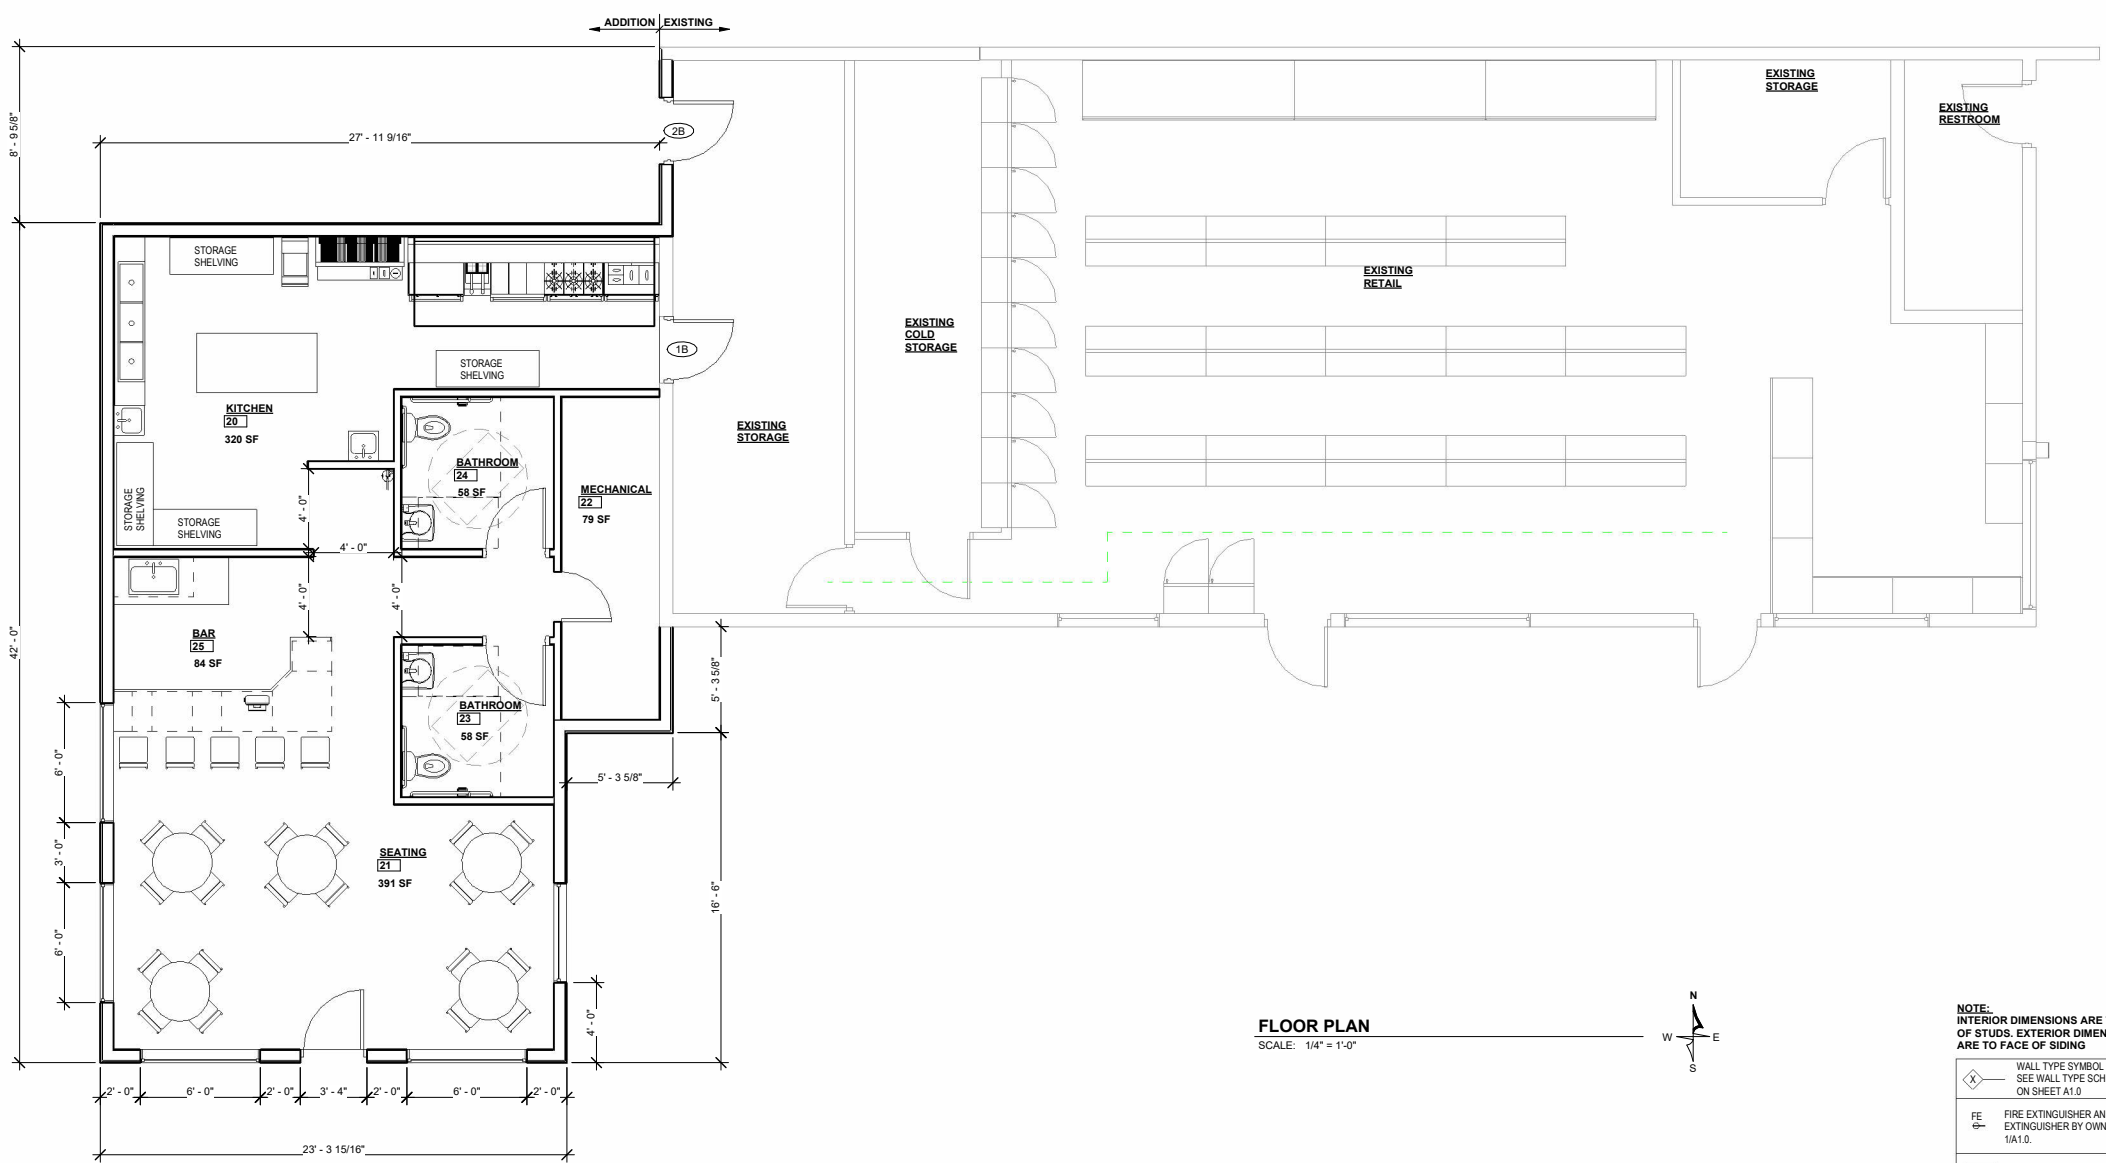 ADDITION EXISTING
8' - 9 5/8"
27' - 11 9/16"
2B
EXISTING
STORAGE
EXISTING
RESTROOM
STORAGE
SHELVING
EXISTING
RETAIL
EXISTING
COLD
STORAGE
1B
STORAGE
SHELVING
KITCHEN
20
320 SF
EXISTING
STORAGE
BATHROOM
24
58 SF
MECHANICAL
22
79 SF
STORAGE
SHELVING
STORAGE
SHELVING
4' - 0"
4' - 0"
4' - 0"
4' - 0"
BAR
25
84 SF
42' - 0"
5' - 3 5/8"
BATHROOM
23
58 SF
6' - 0"
5' - 3 5/8"
3' - 0"
SEATING
21
391 SF
16' - 6"
6' - 0"
4' - 0"
FLOOR PLAN
SCALE: 1/4" = 1'-0"
N
W E
S
NOTE:
INTERIOR DIMENSIONS ARE
OF STUDS. EXTERIOR DIMEN
ARE TO FACE OF SIDING
X
WALL TYPE SYMBOL
SEE WALL TYPE SCH
ON SHEET A1.0
FE
FIRE EXTINGUISHER AN
EXTINGUISHER BY OWN
1/A1.0.
2' - 0" 6' - 0" 2' - 0" 3' - 4" 2' - 0" 6' - 0" 2' - 0"
23' - 3 15/16"